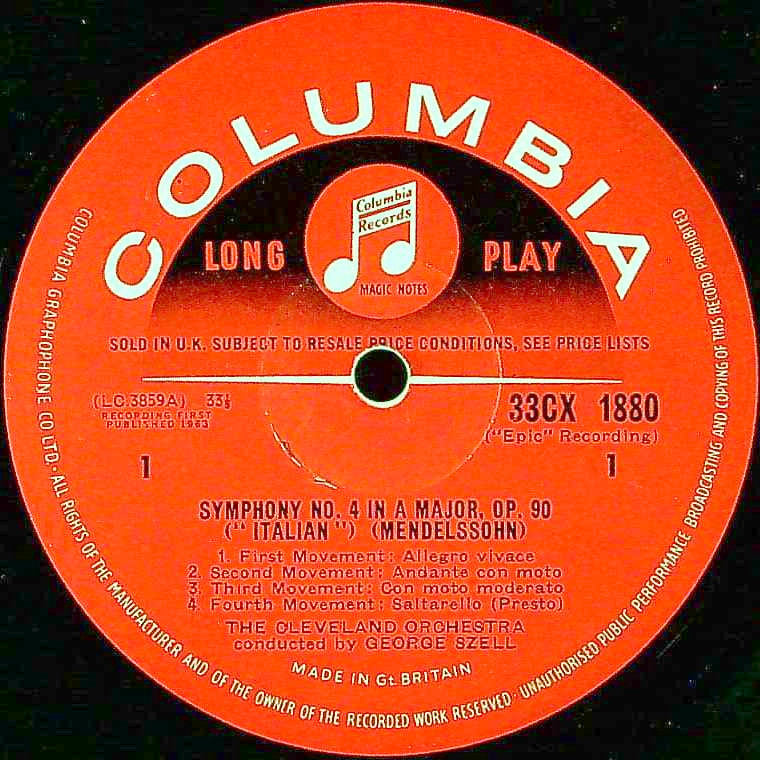 COLUMBIA
Columbia
Records
LONG PLAY
MAGIC NOTES
SOLD IN U.K. SUBJECT TO RESALE PRICE CONDITIONS, SEE PRICE LISTS
(LC.3859A) 33⅓ 33CX 1880
RECORDING FIRST
PUBLISHED 1963
("Epic" Recording)
1 1
SYMPHONY NO. 4 IN A MAJOR, OP. 90
("ITALIAN") (MENDELSSOHN)
1. First Movement: Allegro vivace
2. Second Movement: Andante con moto
3. Third Movement: Con moto moderato
4. Fourth Movement: Saltarello (Presto)
THE CLEVELAND ORCHESTRA
conducted by GEORGE SZELL
MADE IN Gt. BRITAIN
COLUMBIA GRAPHOPHONE CO. LTD. · ALL RIGHTS OF THE MANUFACTURER AND OF THE OWNER OF THE RECORDED WORK RESERVED · UNAUTHORISED PUBLIC PERFORMANCE BROADCASTING AND COPYING OF THIS RECORD PROHIBITED